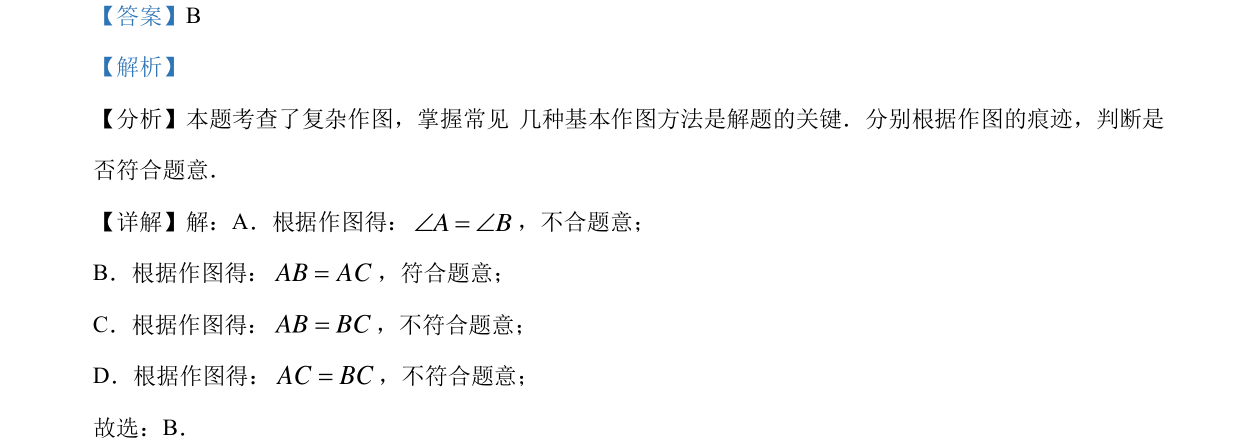 【答案】B
【解析】
【分析】本题考查了复杂作图，掌握常见 几种基本作图方法是解题的关键．分别根据作图的痕迹，判断是
否符合题意．
【详解】解：A．根据作图得：∠A = ∠B，不合题意；
B．根据作图得：AB = AC，符合题意；
C．根据作图得：AB = BC，不符合题意；
D．根据作图得：AC = BC，不符合题意；
故选：B．